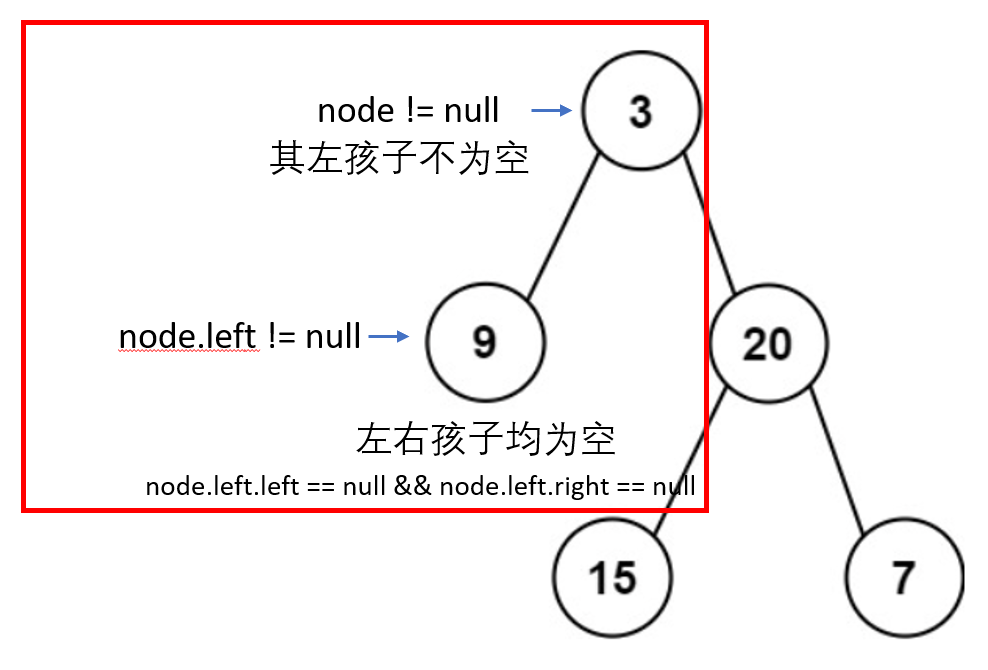 node != null
3
其左孩子不为空
node.left != null
9
20
左右孩子均为空
node.left.left == null && node.left.right == null
15
7